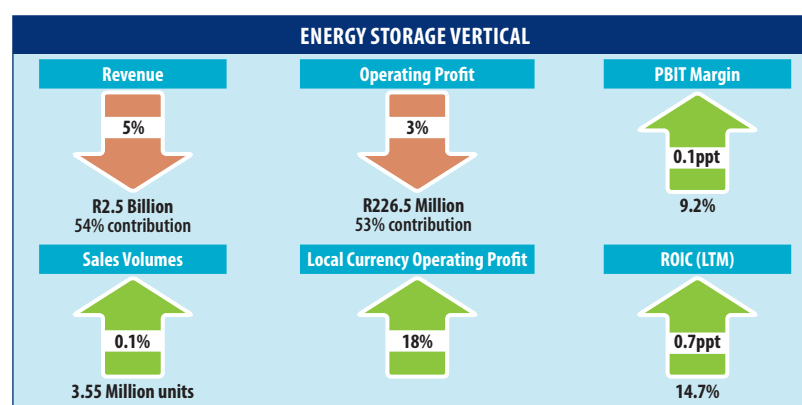 ENERGY STORAGE VERTICAL
Revenue
5%
R2.5 Billion
54% contribution
Operating Profit
3%
R226.5 Million
53% contribution
PBIT Margin
0.1ppt
9.2%
Sales Volumes
0.1%
3.55 Million units
Local Currency Operating Profit
18%
ROIC (LTM)
0.7ppt
14.7%